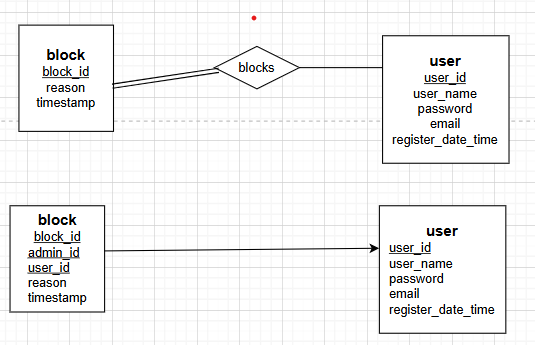 block
block_id
reason
timestamp
blocks
user
user_id
user_name
password
email
register_date_time
block
block_id
admin_id
user_id
reason
timestamp
user
user_id
user_name
password
email
register_date_time